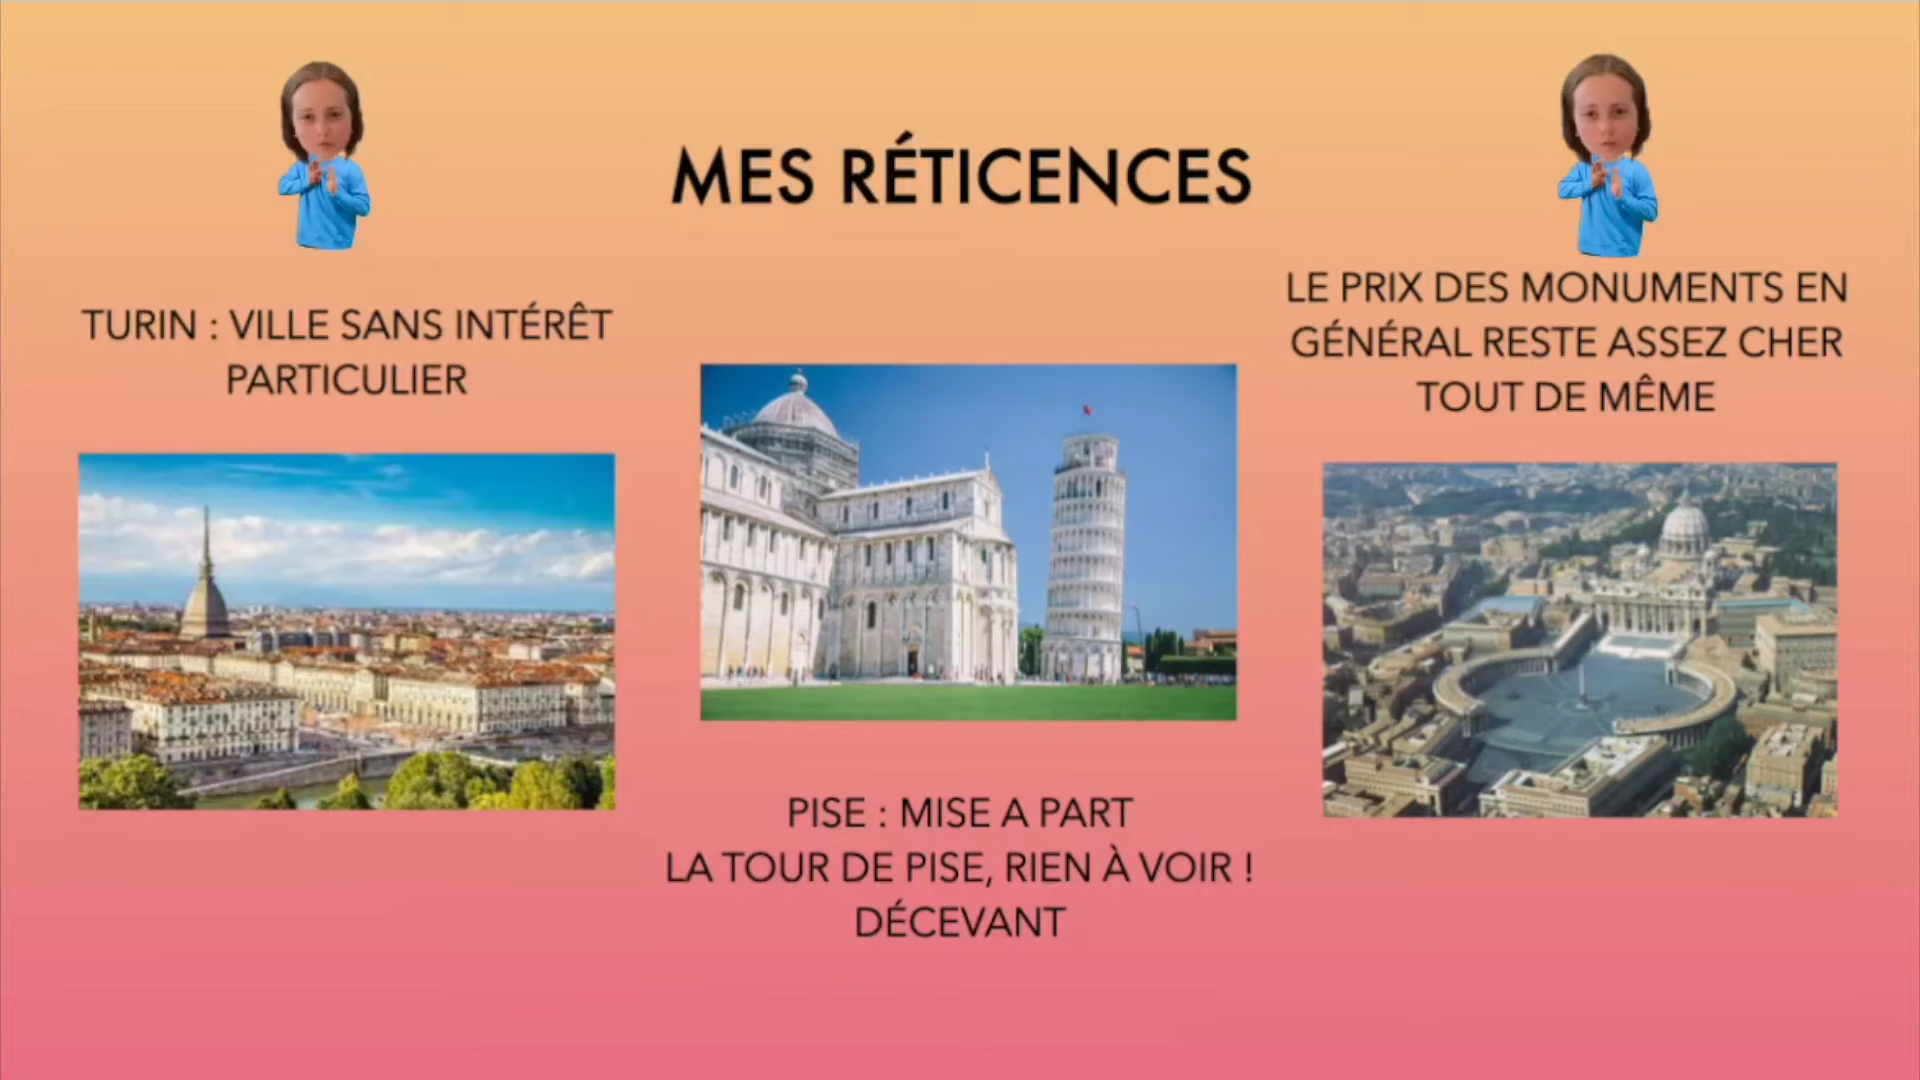 MES RÉTICENCES
TURIN : VILLE SANS INTÉRÊT
PARTICULIER
PISE : MISE A PART
LA TOUR DE PISE, RIEN À VOIR !
DÉCEVANT
LE PRIX DES MONUMENTS EN
GÉNÉRAL RESTE ASSEZ CHER
TOUT DE MÊME